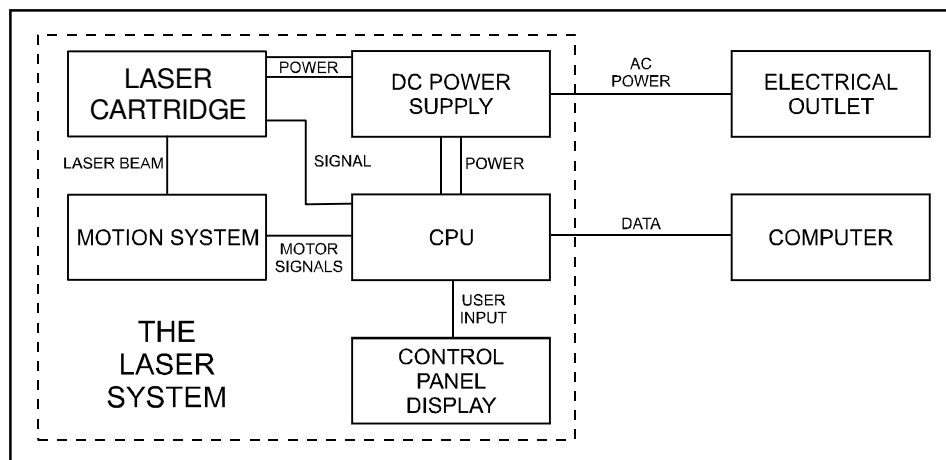 LASER
CARTRIDGE
POWER
DC POWER
SUPPLY
AC
POWER
ELECTRICAL
OUTLET
LASER BEAM
SIGNAL
POWER
MOTION SYSTEM
MOTOR
SIGNALS
CPU
DATA
COMPUTER
USER
INPUT
THE
LASER
SYSTEM
CONTROL
PANEL
DISPLAY